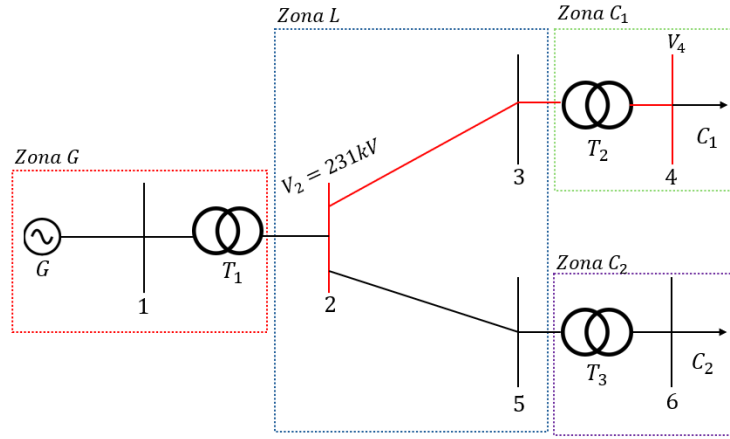 Zona L
Zona C₁
V₄
T₂
C₁
3
4
Zona G
V₂ = 231kV
G
1
T₁
2
Zona C₂
T₃
C₂
5
6